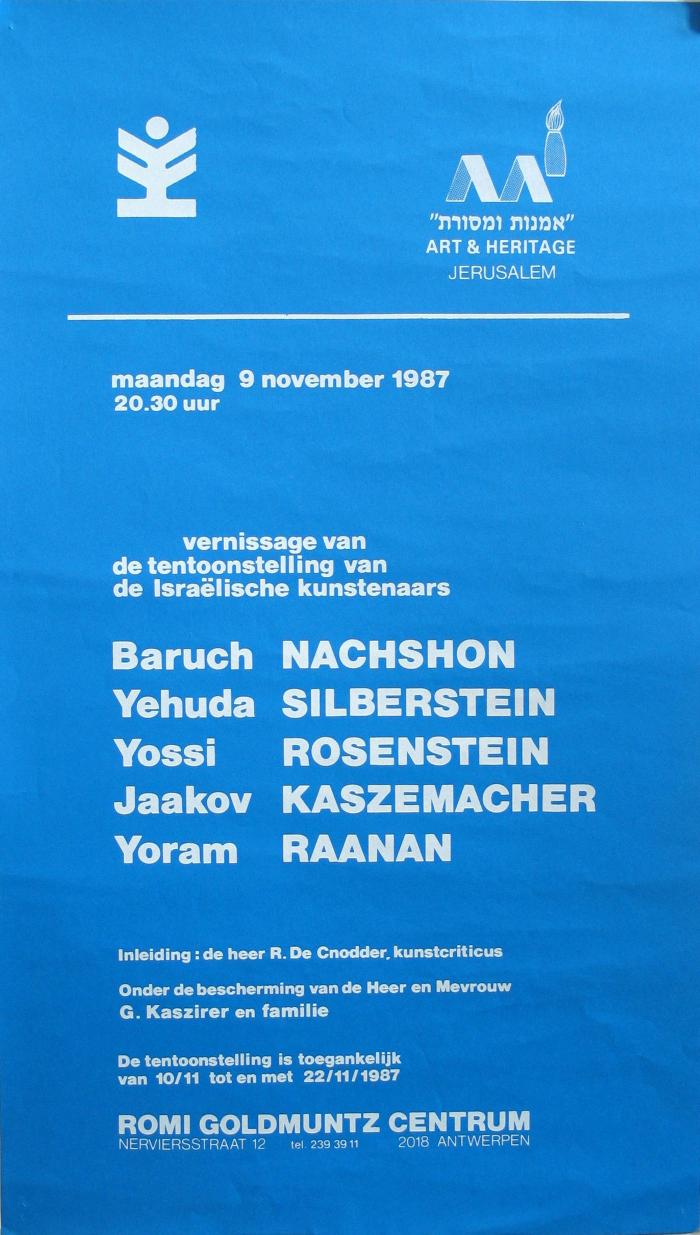 "אמנות ומסורת"
ART & HERITAGE
JERUSALEM
maandag 9 november 1987
20.30 uur
vernissage van
de tentoonstelling van
de Israëlische kunstenaars
Baruch NACHSHON
Yehuda SILBERSTEIN
Yossi ROSENSTEIN
Jaakov KASZEMACHER
Yoram RAANAN
Inleiding : de heer R. De Cnodder, kunstcriticus
Onder de bescherming van de Heer en Mevrouw
G. Kaszirer en familie
De tentoonstelling is toegankelijk
van 10/11 tot en met 22/11/1987
ROMI GOLDMUNTZ CENTRUM
NERVIERSSTRAAT 12 tel. 239 39 11 2018 ANTWERPEN